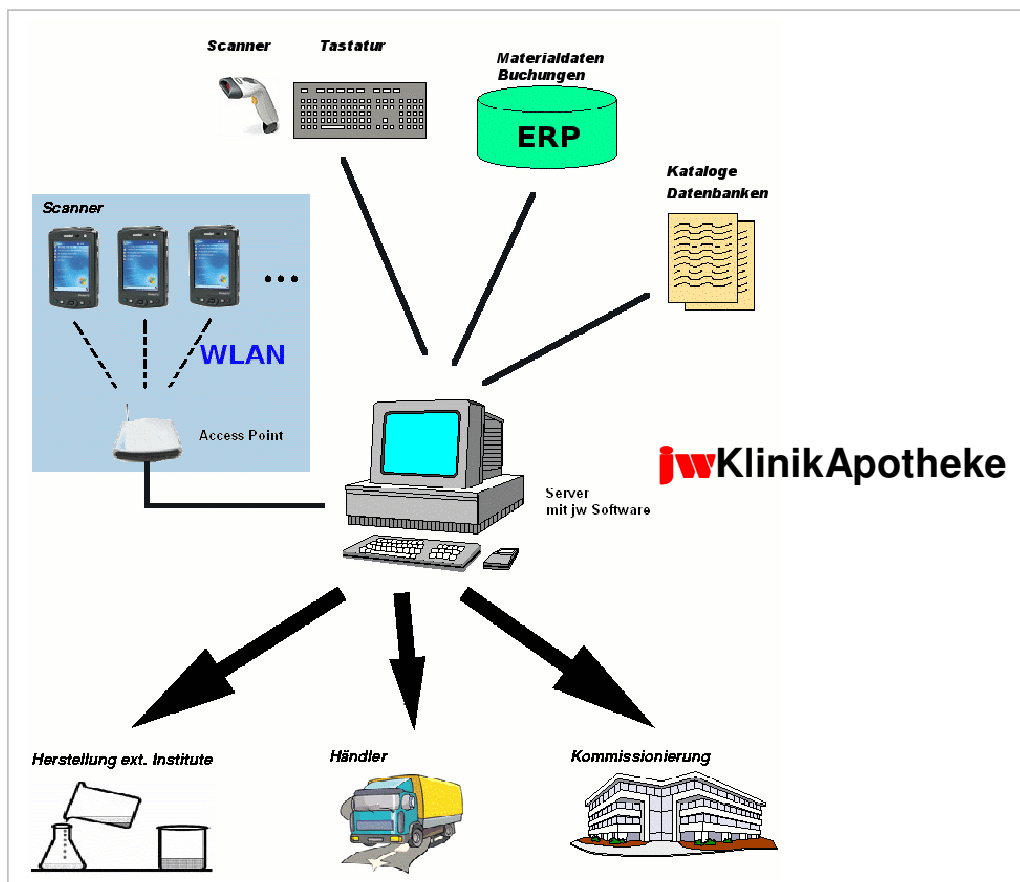 Scanner
Tastatur
Materialdaten
Buchungen
ERP
Kataloge
Datenbanken
Scanner
WLAN
Access Point
jwKlinikApotheke
Server
mit jw Software
Herstellung ext. Institute
Händler
Kommissionierung